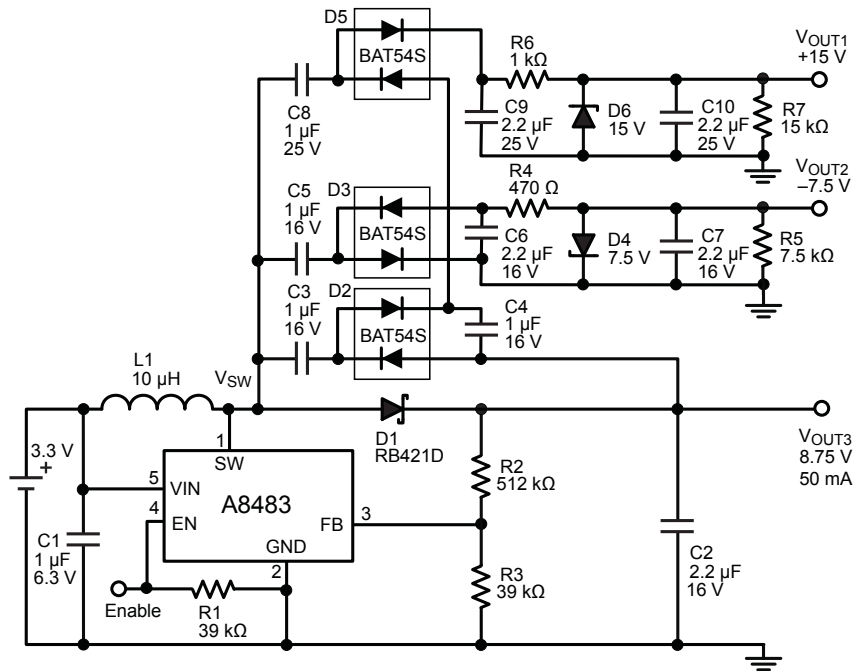 D5
BAT54S
C8
1 µF
25 V
R6
1 kΩ
C9
2.2 µF
25 V
D6
15 V
C10
2.2 µF
25 V
R7
15 kΩ
VOUT1
+15 V
C5
1 µF
16 V
D3
BAT54S
R4
470 Ω
C6
2.2 µF
16 V
D4
7.5 V
C7
2.2 µF
16 V
R5
7.5 kΩ
VOUT2
–7.5 V
C3
1 µF
16 V
D2
BAT54S
C4
1 µF
16 V
L1
10 µH
VSW
D1
RB421D
VOUT3
8.75 V
50 mA
3.3 V
+
1
SW
5
VIN
4
EN
A8483
FB
3
GND
2
R2
512 kΩ
R3
39 kΩ
C1
1 µF
6.3 V
Enable
R1
39 kΩ
C2
2.2 µF
16 V